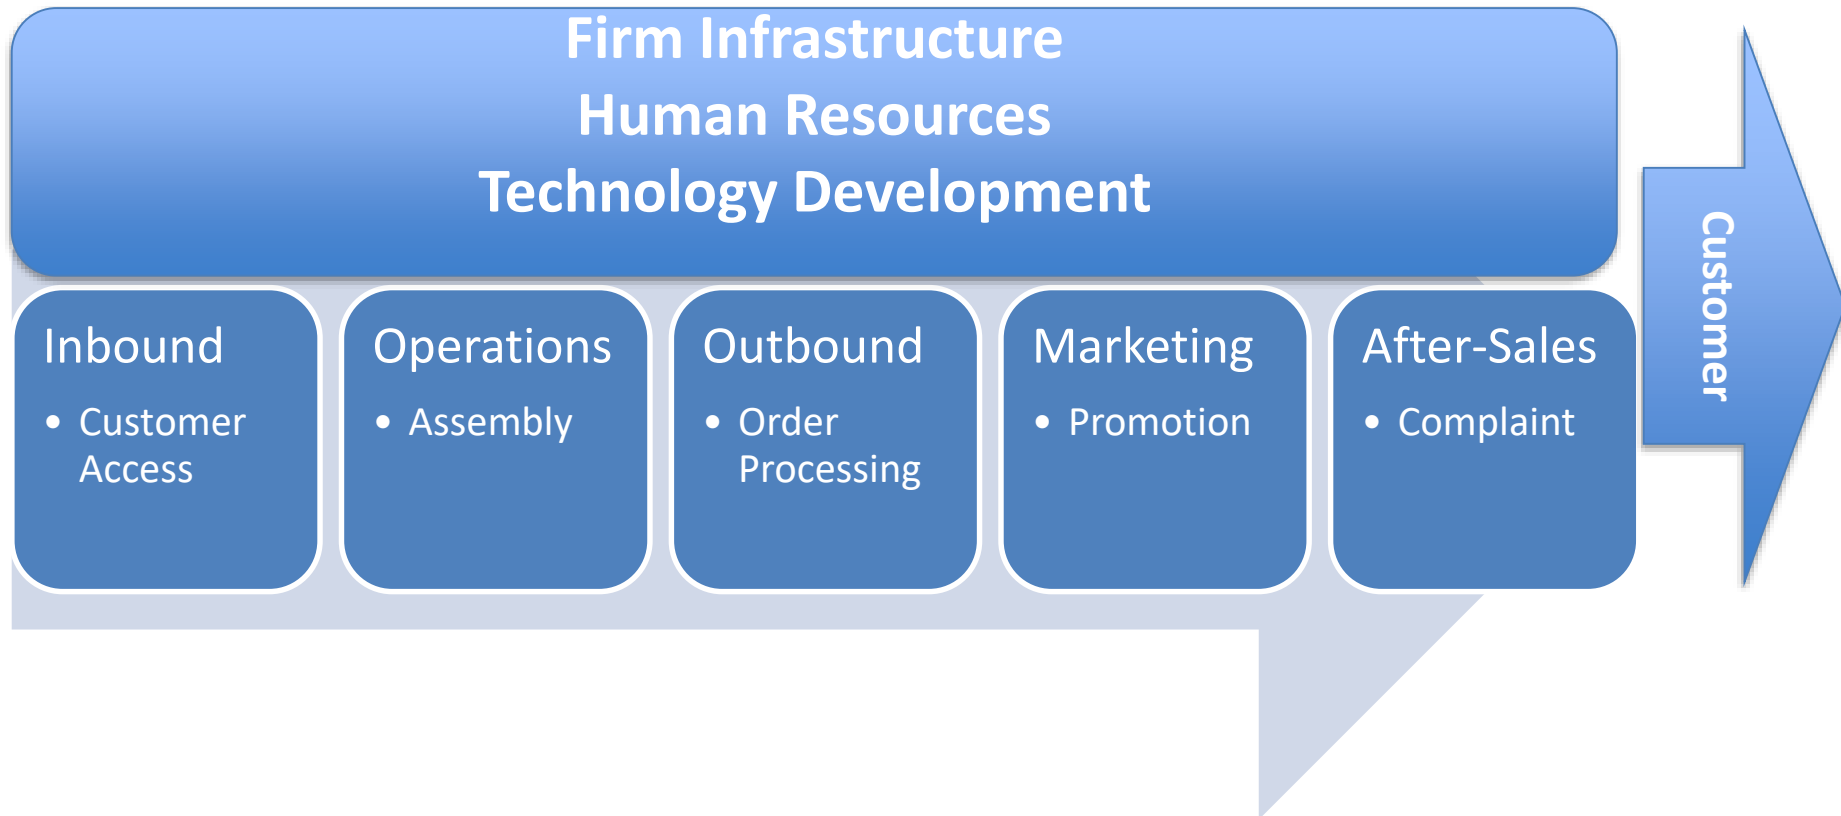 Firm Infrastructure
Human Resources
Technology Development
Inbound
• Customer
Access
Operations
• Assembly
Outbound
• Order
Processing
Marketing
• Promotion
After-Sales
• Complaint
Customer